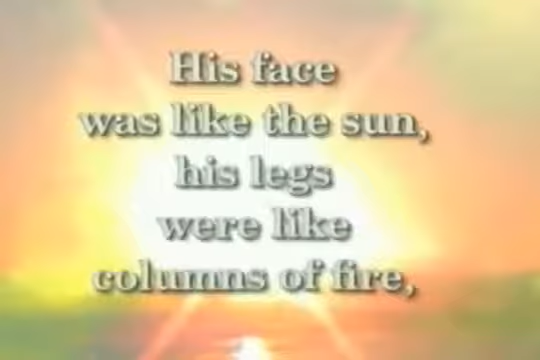 His face
was like the sun,
his legs
were like
columns of fire,